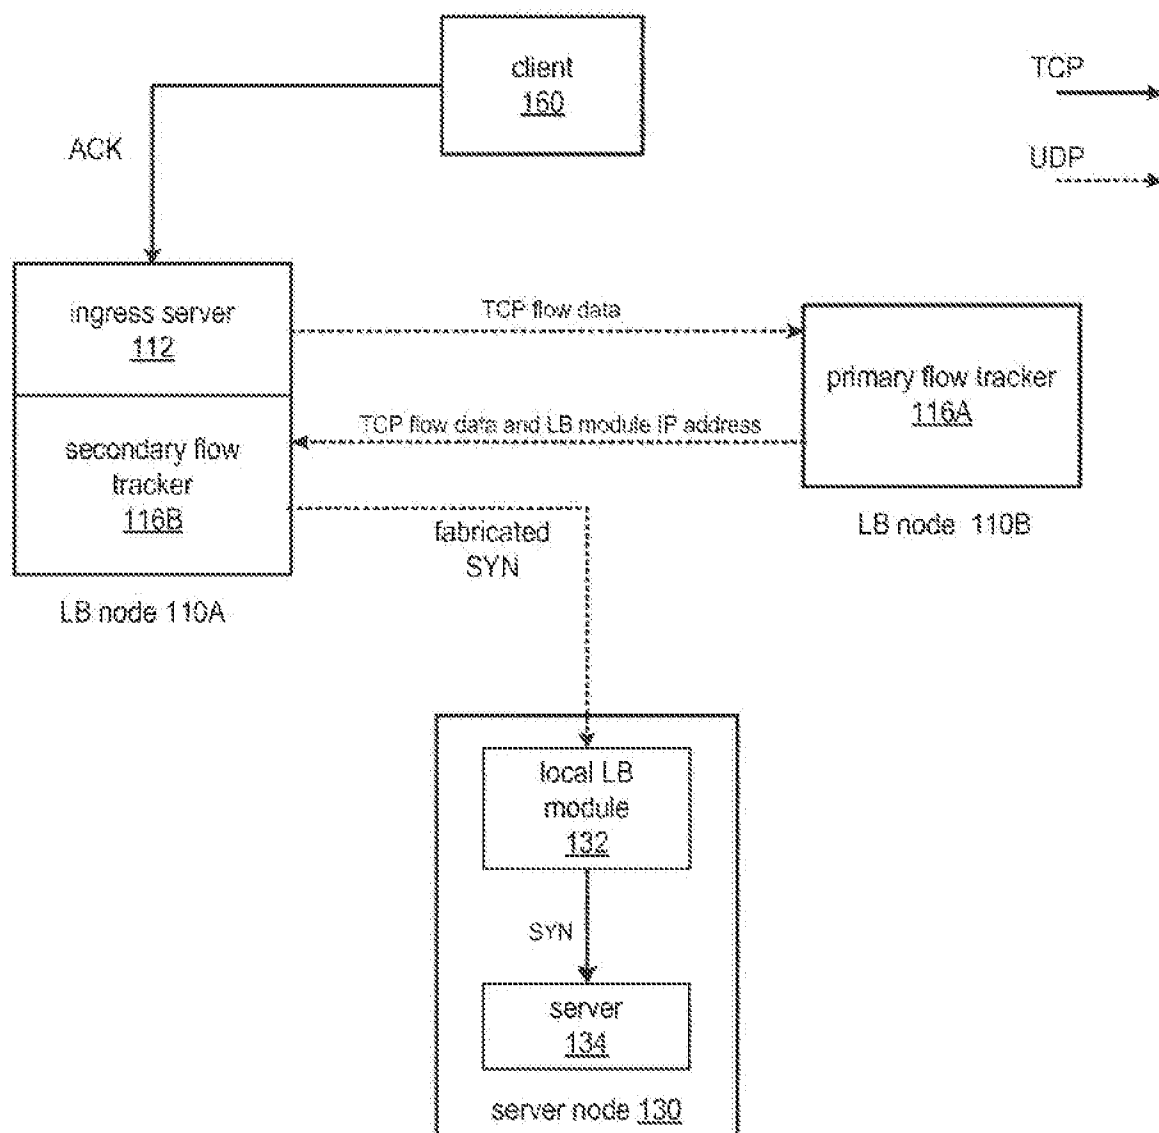 client
160
TCP
UDP
ACK
ingress server
112
TCP flow data
primary flow tracker
116A
TCP flow data and LB module IP address
secondary flow
tracker
116B
fabricated
SYN
LB node 110B
LB node 110A
local LB
module
132
SYN
server
134
server node 130